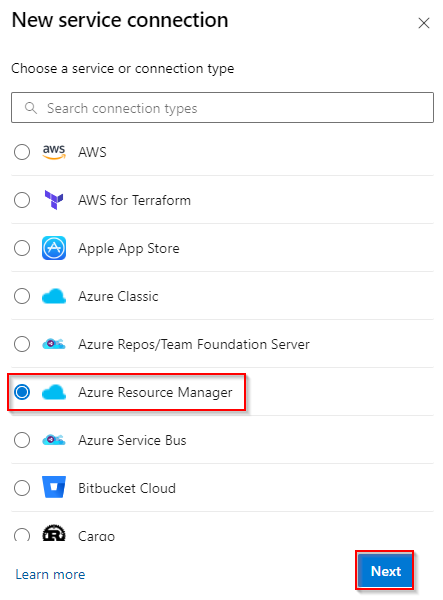 New service connection
Choose a service or connection type
Search connection types
aws AWS
AWS for Terraform
Apple App Store
Azure Classic
Azure Repos/Team Foundation Server
Azure Resource Manager
Azure Service Bus
Bitbucket Cloud
Cargo
Learn more
Next